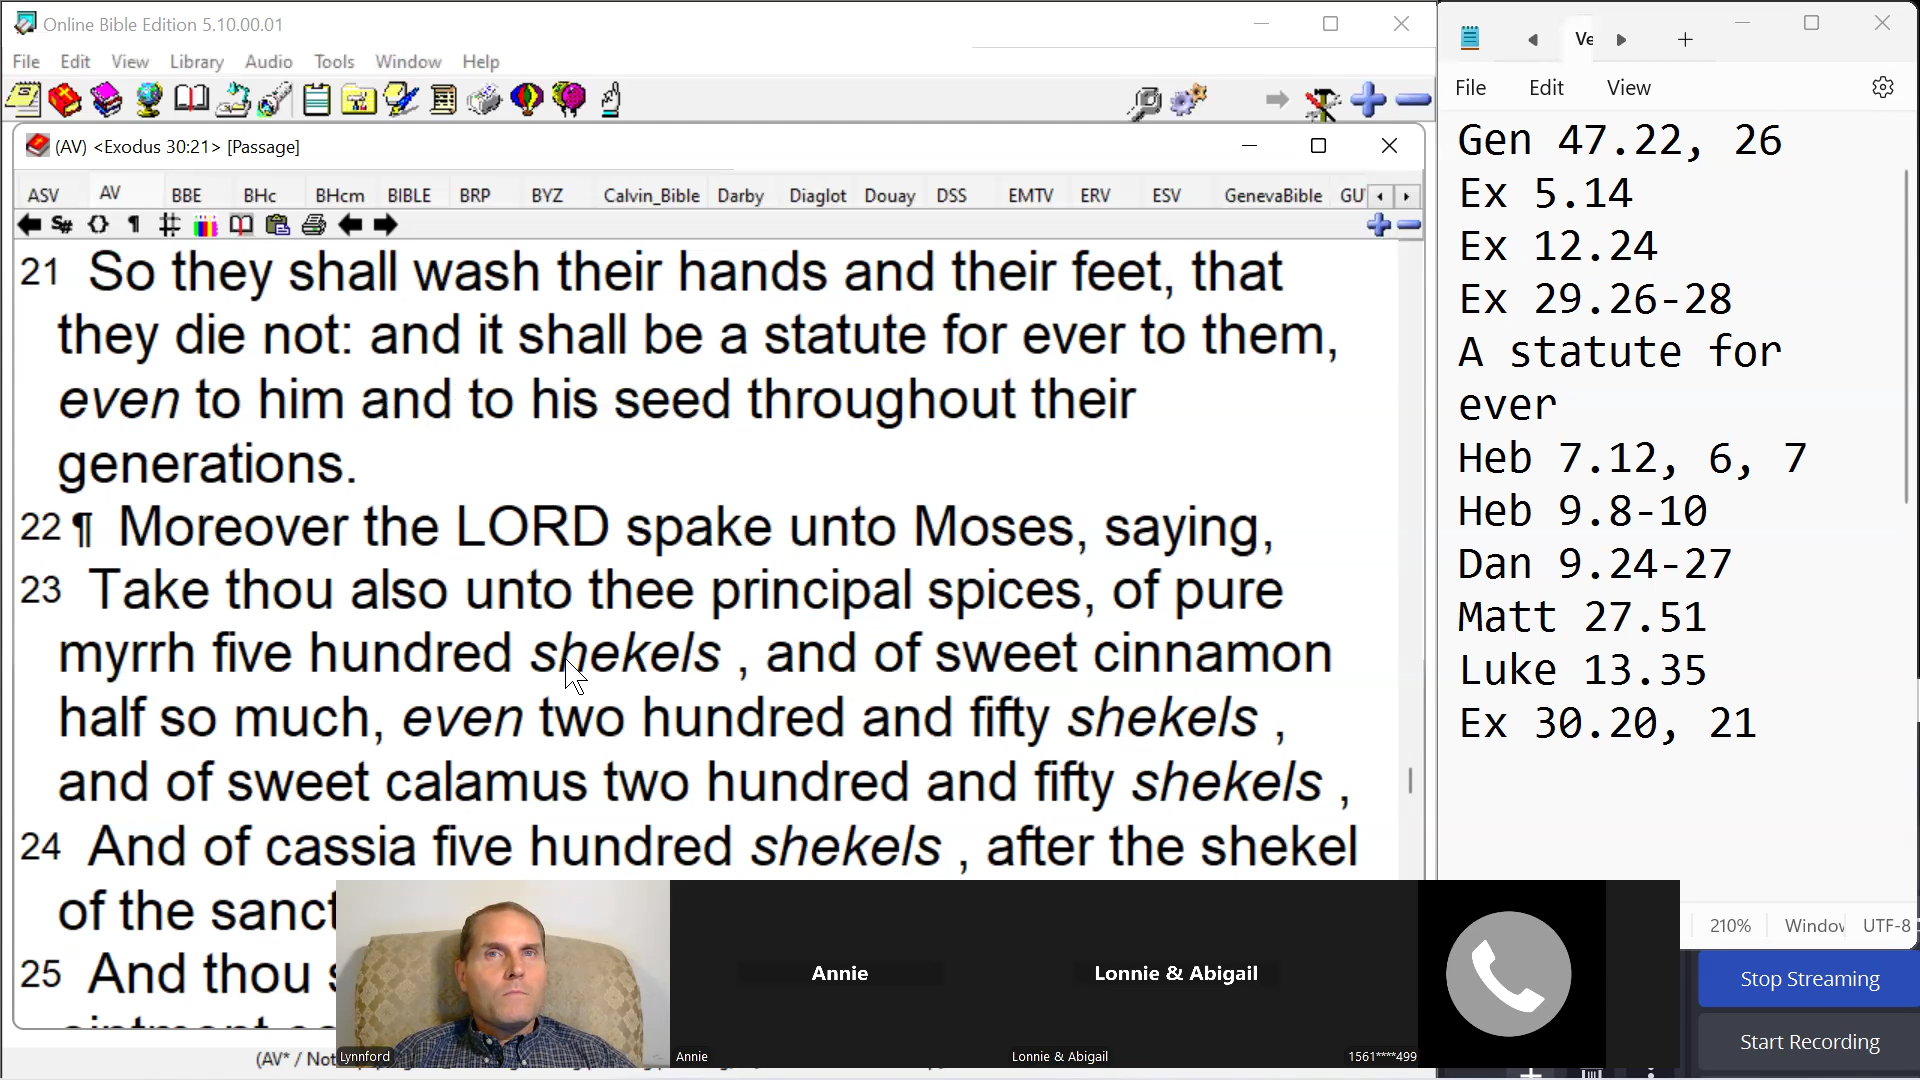 Online Bible Edition 5.10.00.01
File Edit View Library Audio Tools Window Help
(AV) <Exodus 30:21> [Passage]
ASV AV BBE BHc BHcm BIBLE BRP BYZ Calvin_Bible Darby Diaglot Douay DSS EMTV ERV ESV GenevaBible GU
21 So they shall wash their hands and their feet, that
they die not: and it shall be a statute for ever to them,
even to him and to his seed throughout their
generations.
22 ¶ Moreover the LORD spake unto Moses, saying,
23 Take thou also unto thee principal spices, of pure
myrrh five hundred shekels , and of sweet cinnamon
half so much, even two hundred and fifty shekels ,
and of sweet calamus two hundred and fifty shekels ,
24 And of cassia five hundred shekels , after the shekel
of the sanct
25 And thou s
(AV* / Not
Ve
File Edit View
Gen 47.22, 26
Ex 5.14
Ex 12.24
Ex 29.26-28
A statute for
ever
Heb 7.12, 6, 7
Heb 9.8-10
Dan 9.24-27
Matt 27.51
Luke 13.35
Ex 30.20, 21
210% Window UTF-8
Stop Streaming
Start Recording
Annie
Lonnie & Abigail
Lynnford
Annie
Lonnie & Abigail
1561****499